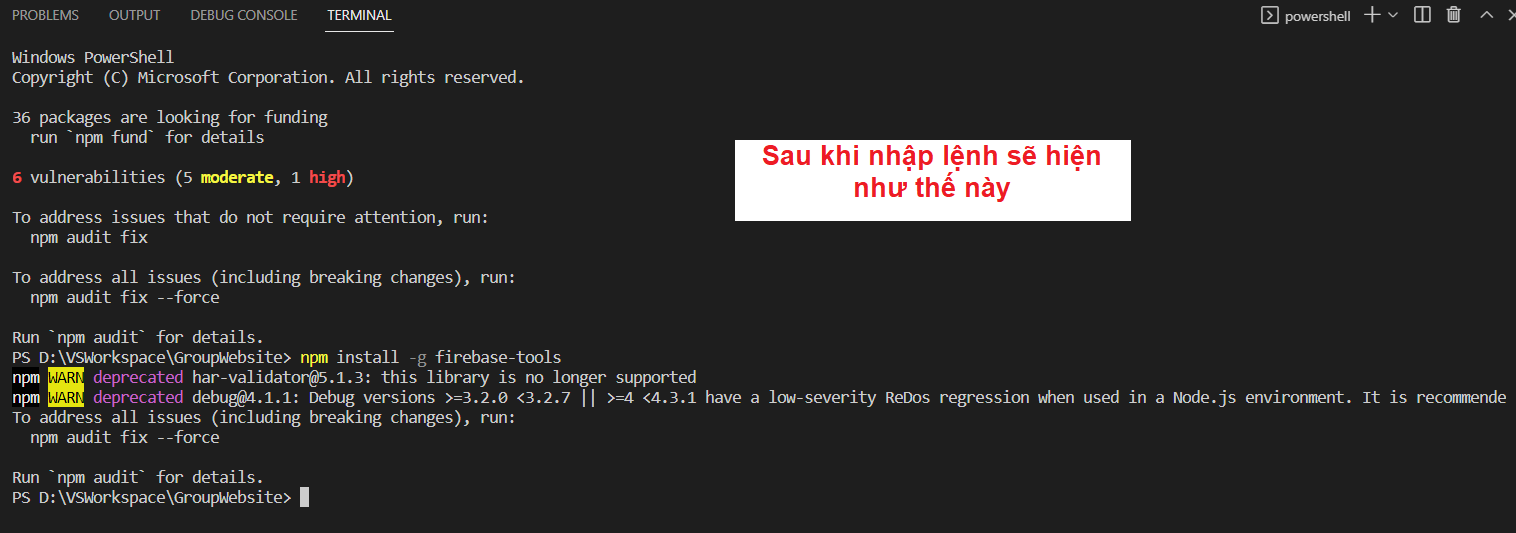 PROBLEMS OUTPUT DEBUG CONSOLE TERMINAL powershell
Windows PowerShell
Copyright (C) Microsoft Corporation. All rights reserved.
36 packages are looking for funding
run `npm fund` for details
Sau khi nhập lệnh sẽ hiện
như thế này
6 vulnerabilities (5 moderate, 1 high)
To address issues that do not require attention, run:
npm audit fix
To address all issues (including breaking changes), run:
npm audit fix --force
Run `npm audit` for details.
PS D:\VSWorkspace\GroupWebsite> npm install -g firebase-tools
npm WARN deprecated har-validator@5.1.3: this library is no longer supported
npm WARN deprecated debug@4.1.1: Debug versions >=3.2.0 <3.2.7 || >=4 <4.3.1 have a low-severity ReDos regression when used in a Node.js environment. It is recommende
To address all issues (including breaking changes), run:
npm audit fix --force
Run `npm audit` for details.
PS D:\VSWorkspace\GroupWebsite>